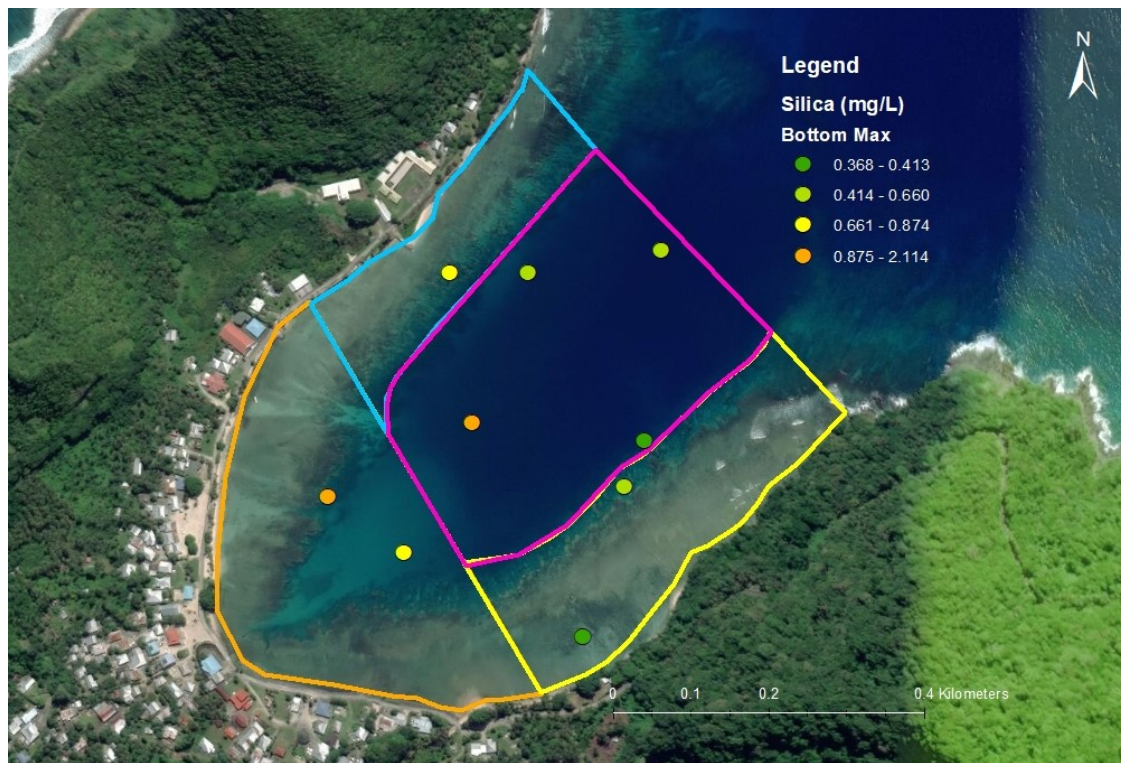 N
Legend
Silica (mg/L)
Bottom Max
0.368 - 0.413
0.414 - 0.660
0.661 - 0.874
0.875 - 2.114
0 0.1 0.2 0.4 Kilometers